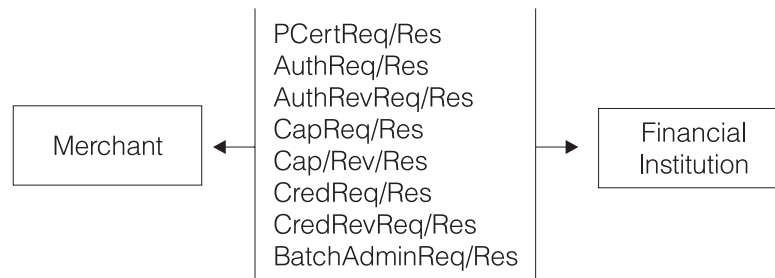 PCertReq/Res
AuthReq/Res
AuthRevReq/Res
CapReq/Res
Cap/Rev/Res
CredReq/Res
CredRevReq/Res
BatchAdminReq/Res
Merchant
Financial
Institution